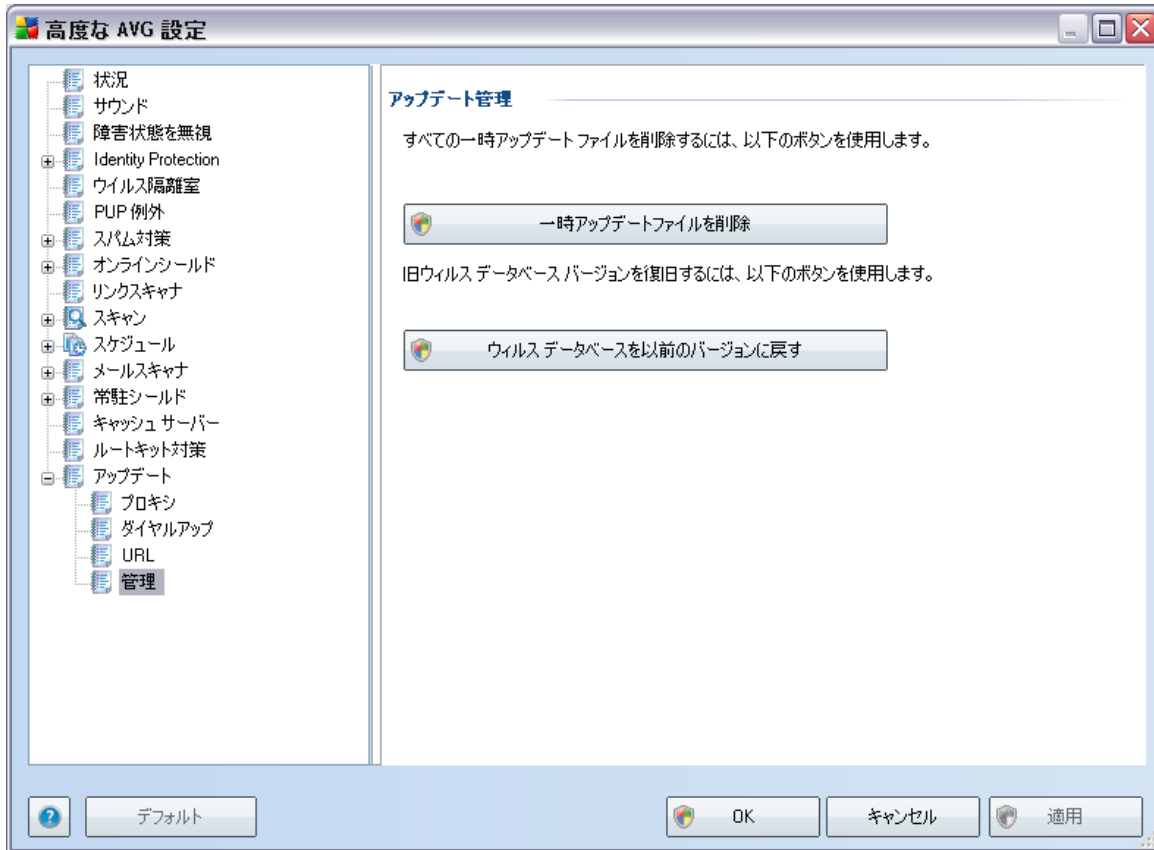 高度な AVG 設定
状況
サウンド
障害状態を無視
Identity Protection
ウイルス隔離室
PUP 例外
スパム対策
オンラインシールド
リンクスキャナ
スキャン
スケジュール
メールスキャナ
常駐シールド
キャッシュ サーバー
ルートキット対策
アップデート
プロキシ
ダイヤルアップ
URL
管理
アップデート管理
すべての一時アップデート ファイルを削除するには、以下のボタンを使用します。
一時アップデートファイルを削除
旧ウィルス データベース バージョンを復旧するには、以下のボタンを使用します。
ウィルス データベースを以前のバージョンに戻す
?
デフォルト
OK
キャンセル
適用